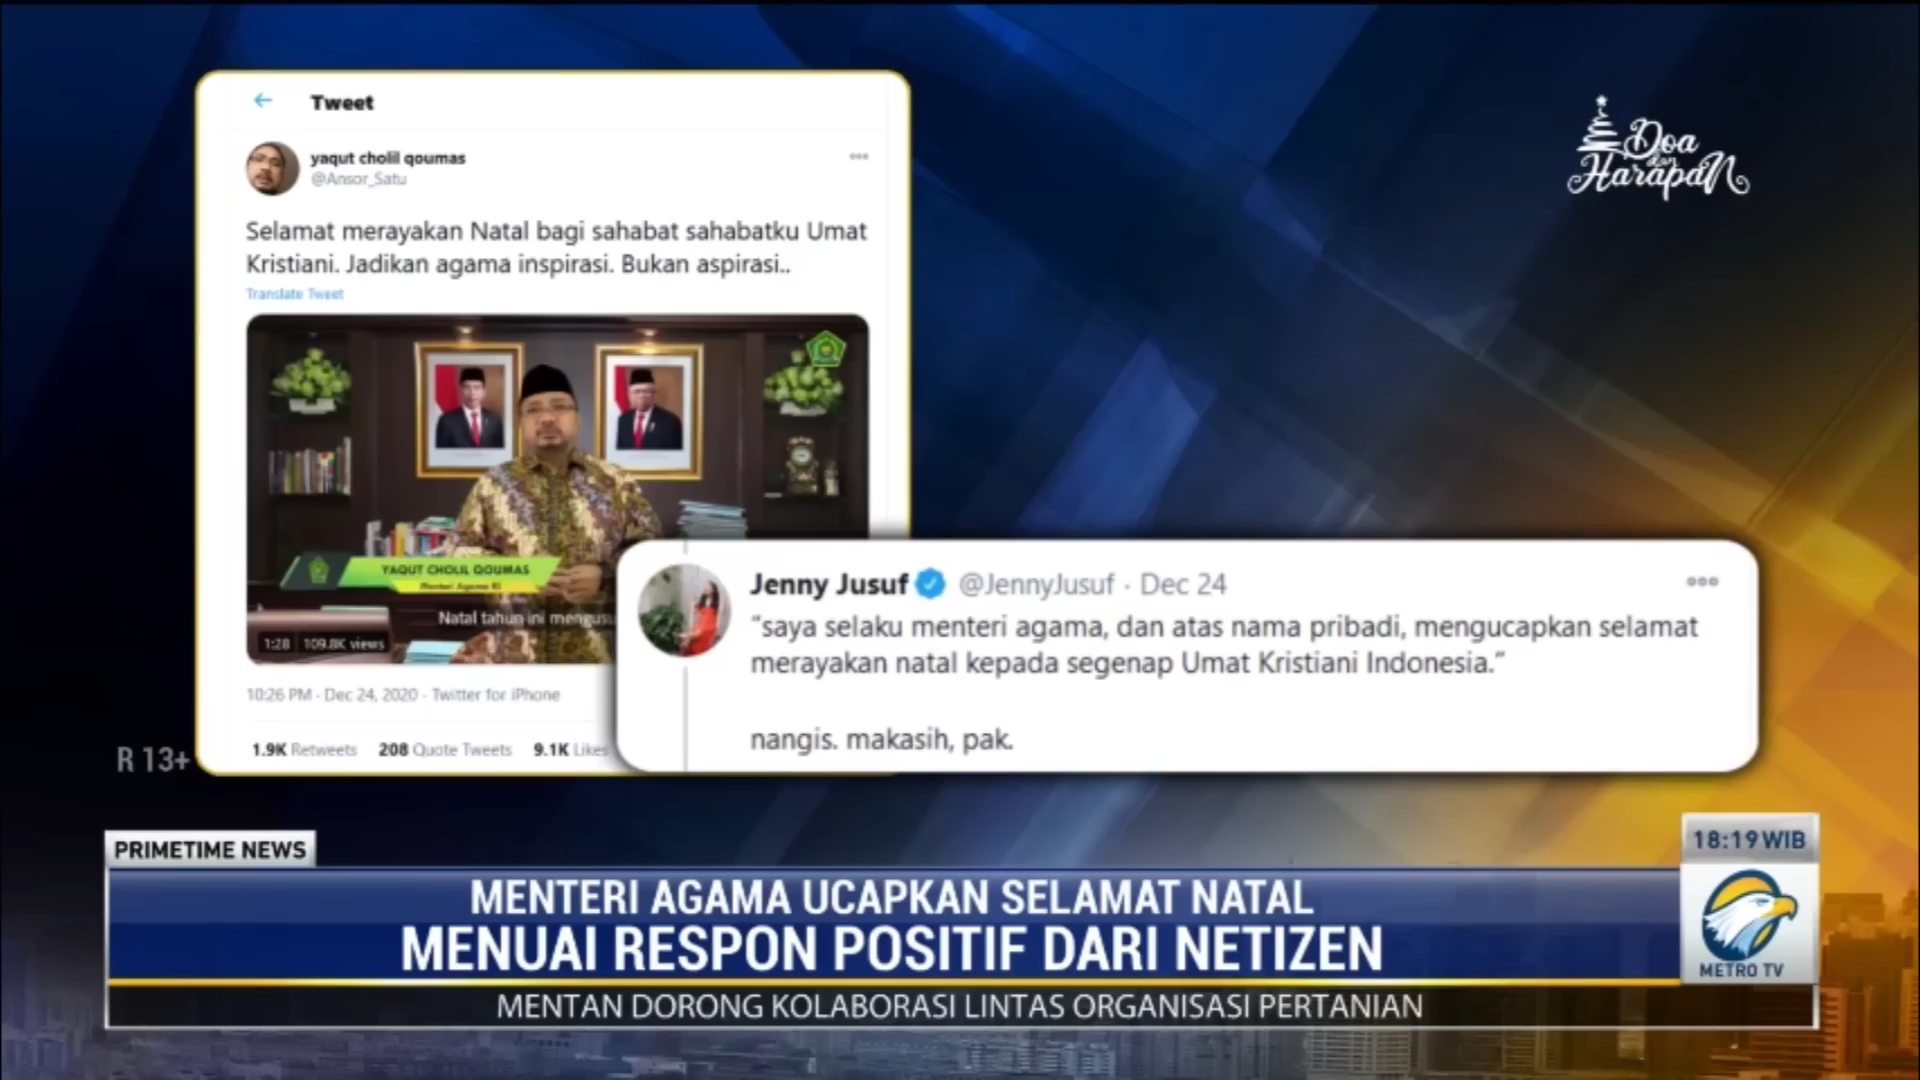 Tweet
yaqut cholil qoumas
@Ansor_Satu
Selamat merayakan Natal bagi sahabat sahabatku Umat
Kristiani. Jadikan agama inspirasi. Bukan aspirasi..
Translate Tweet
YAQUT CHOLIL QOUMAS
Menteri Agama RI
Natal tahun ini mengusu
1:28 109.8K views
10:26 PM · Dec 24, 2020 · Twitter for iPhone
1.9K Retweets 208 Quote Tweets 9.1K Likes
Doa
dan
Harapan
Jenny Jusuf @JennyJusuf · Dec 24
“saya selaku menteri agama, dan atas nama pribadi, mengucapkan selamat
merayakan natal kepada segenap Umat Kristiani Indonesia.”
nangis. makasih, pak.
R 13+
PRIMETIME NEWS
18:19 WIB
MENTERI AGAMA UCAPKAN SELAMAT NATAL
MENUAI RESPON POSITIF DARI NETIZEN
METRO TV
MENTAN DORONG KOLABORASI LINTAS ORGANISASI PERTANIAN